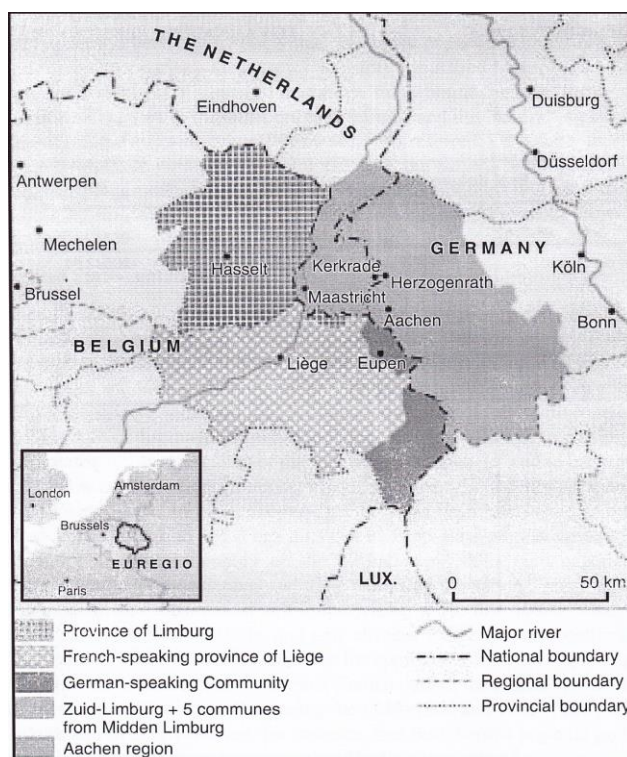 THE NETHERLANDS
Eindhoven
Duisburg
Düsseldorf
Antwerpen
Mechelen
GERMANY
Hasselt
Kerkrade
Herzogenrath
Köln
Brussel
Maastricht
Aachen
Bonn
BELGIUM
Liège
Eupen
London
Amsterdam
Brussels
EUREGIO
Paris
LUX.
0 50 km
Province of Limburg
French-speaking province of Liège
German-speaking Community
Zuid-Limburg + 5 communes
from Midden Limburg
Aachen region
Major river
National boundary
Regional boundary
Provincial boundary